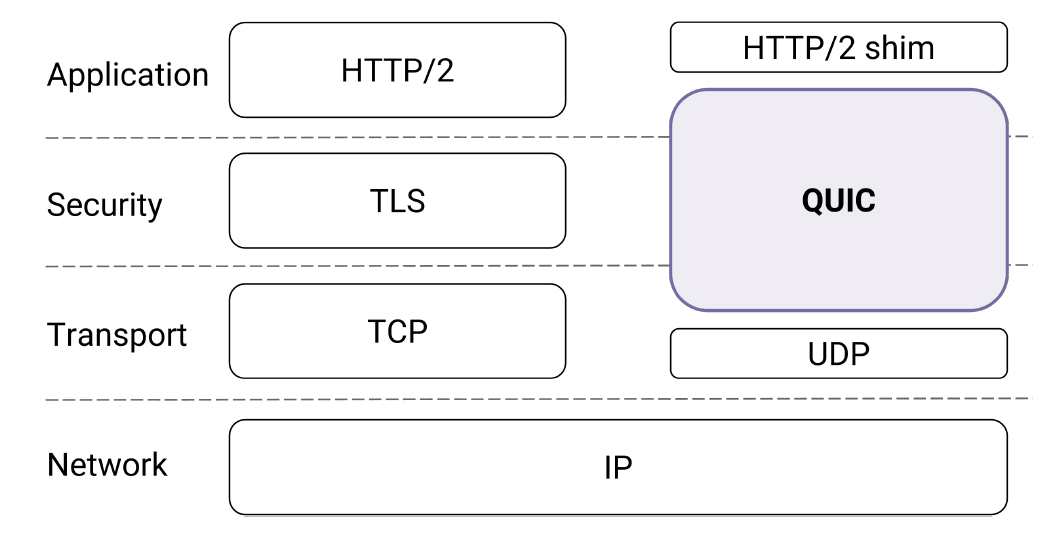 Application
HTTP/2
HTTP/2 shim
Security
TLS
QUIC
Transport
TCP
UDP
Network
IP